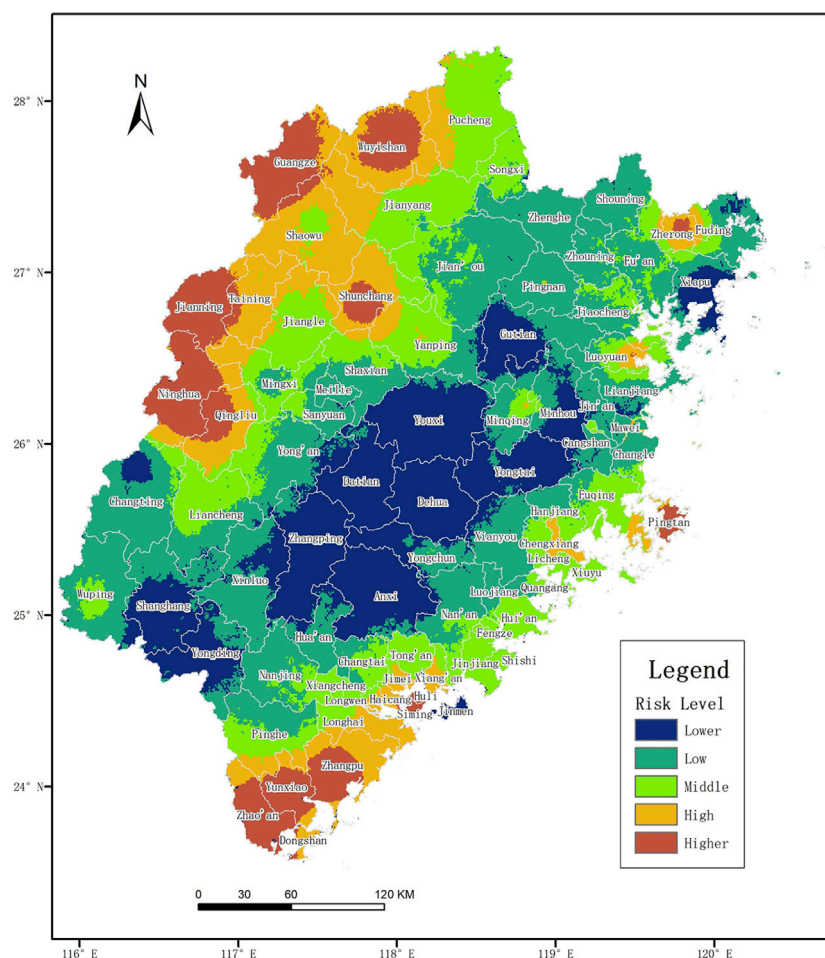 N
28° N
27° N
26° N
25° N
24° N
116° E
117° E
118° E
119° E
120° E
Pucheng
Wuyishan
Guangze
Songxi
Jianyang
Shouning
Zhenghe
Shaowu
Zherong
Fuding
Zhouning
Fu'an
Jian'ou
Xiapu
Pingnan
Taining
Jianning
Shunchang
Jiangle
Jiaocheng
Gutian
Yanping
Luoyuan
Shaxian
Mingxi
Meilie
Ninghua
Lianjiang
Qingliu
Sanyuan
Youxi
Minqing
Minhou
Jin'an
Mawei
Cangshan
Yong'an
Changle
Datian
Yongtai
Dehua
Changting
Liancheng
Fuqing
Hanjiang
Pingtan
Zhangping
Xianyou
Chengxiang
Yongchun
Licheng
Xinluo
Xiuyu
Wuping
Anxi
Luojiang
Quangang
Shanghang
Nan'an
Hui'an
Hua'an
Fengze
Yongding
Tong'an
Changtai
Jinjiang
Shishi
Nanjing
Xiangcheng
Jimei
Xiang'an
Longwen
Haicang
Huli
Siming
Jinmen
Longhai
Pinghe
Zhangpu
Yunxiao
Zhao'an
Dongshan
Legend
Risk Level
Lower
Low
Middle
High
Higher
0 30 60 120 KM